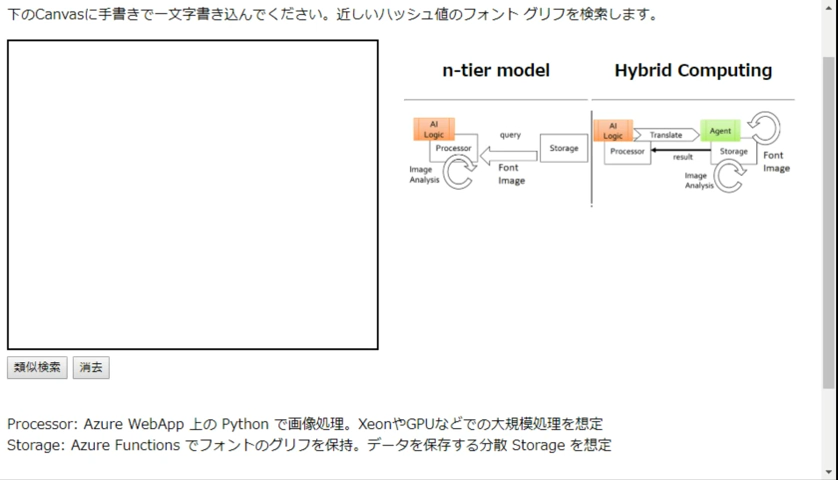 下のCanvasに手書きで一文字書き込んでください。近しいハッシュ値のフォント グリフを検索します。
n-tier model
AI
Logic
Processor
query
Storage
Image
Analysis
Font
Image
Hybrid Computing
AI
Logic
Translate
Agent
Processor
result
Storage
Font
Image
Image
Analysis
類似検索 消去
Processor: Azure WebApp 上の Python で画像処理。XeonやGPUなどでの大規模処理を想定
Storage: Azure Functions でフォントのグリフを保持。データを保存する分散 Storage を想定